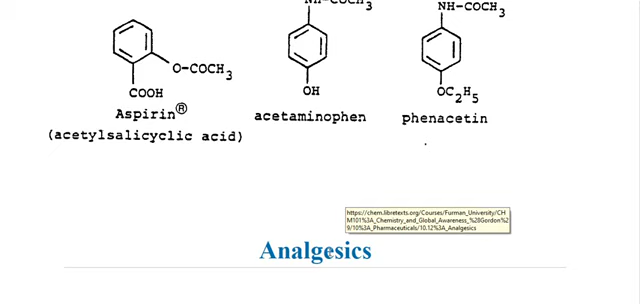 NH-COCH3 NH-COCH3
O-COCH3
COOH OH OC2H5
Aspirin® acetaminophen phenacetin
(acetylsalicyclic acid)
https://chem.libretexts.org/Courses/Furman_University/CH
M101%3A_Chemistry_and_Global_Awareness_%28Gordon%2
9/10%3A_Pharmaceuticals/10.12%3A_Analgesics
Analgesics